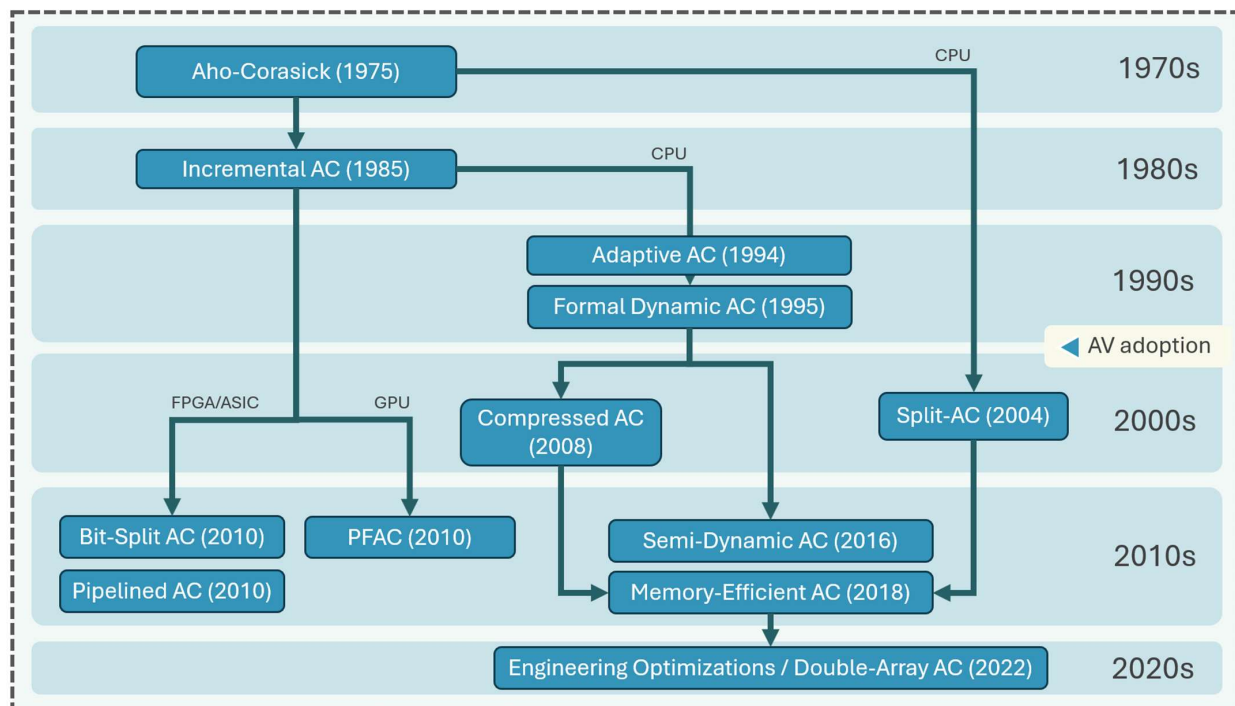 Aho-Corasick (1975)
CPU
1970s
Incremental AC (1985)
CPU
1980s
Adaptive AC (1994)
Formal Dynamic AC (1995)
1990s
AV adoption
FPGA/ASIC
GPU
Compressed AC
(2008)
Split-AC (2004)
2000s
Bit-Split AC (2010)
PFAC (2010)
Semi-Dynamic AC (2016)
Pipelined AC (2010)
Memory-Efficient AC (2018)
2010s
Engineering Optimizations / Double-Array AC (2022)
2020s